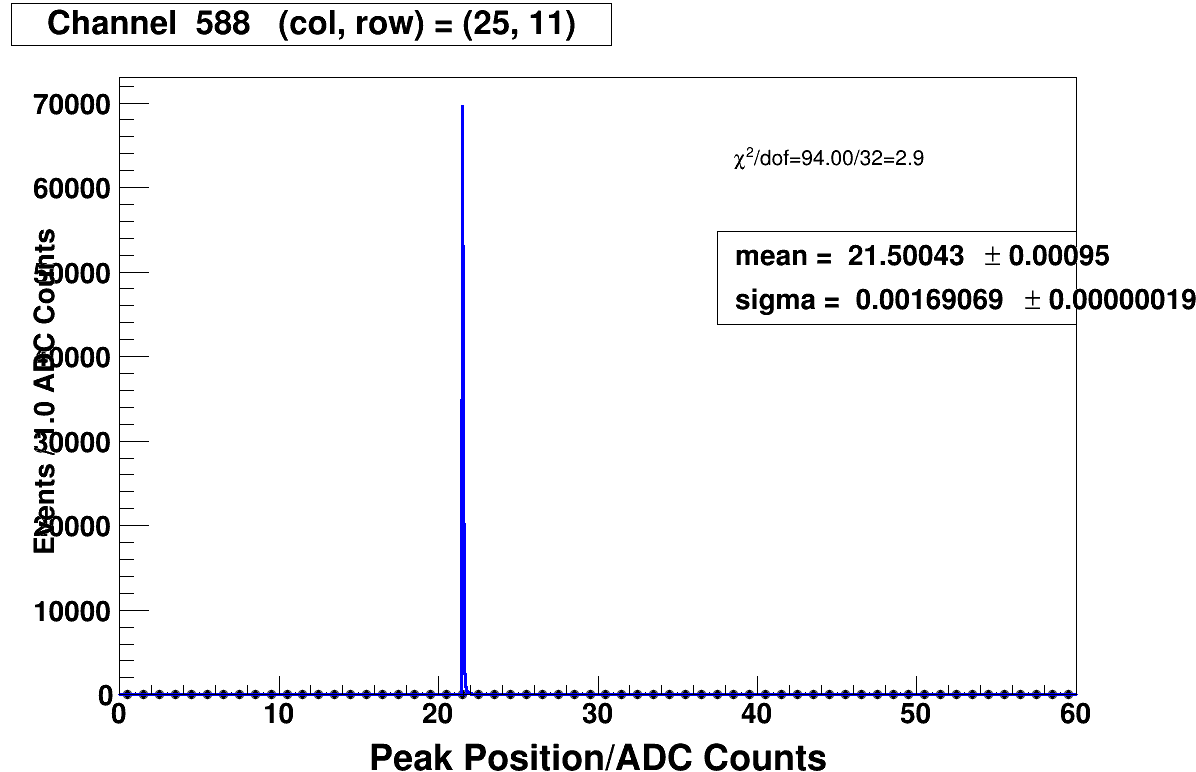 Channel 588 (col, row) = (25, 11)
70000
60000
50000
40000
30000
20000
10000
0
Events / 1.0 ADC Counts
χ²/dof=94.00/32=2.9
mean = 21.50043 ± 0.00095
sigma = 0.00169069 ± 0.00000019
0 10 20 30 40 50 60
Peak Position/ADC Counts